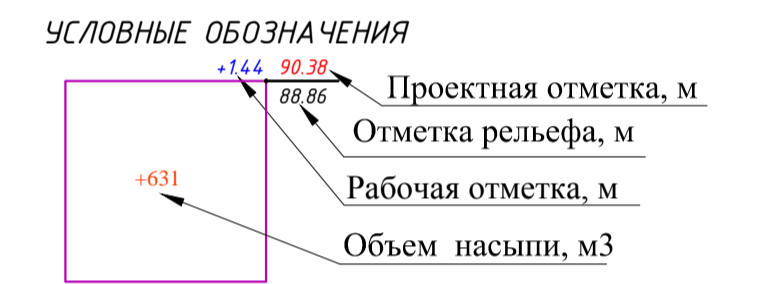 УСЛОВНЫЕ ОБОЗНАЧЕНИЯ
+1.44 90.38
Проектная отметка, м
88.86
Отметка рельефа, м
+631
Рабочая отметка, м
Объем насыпи, м3